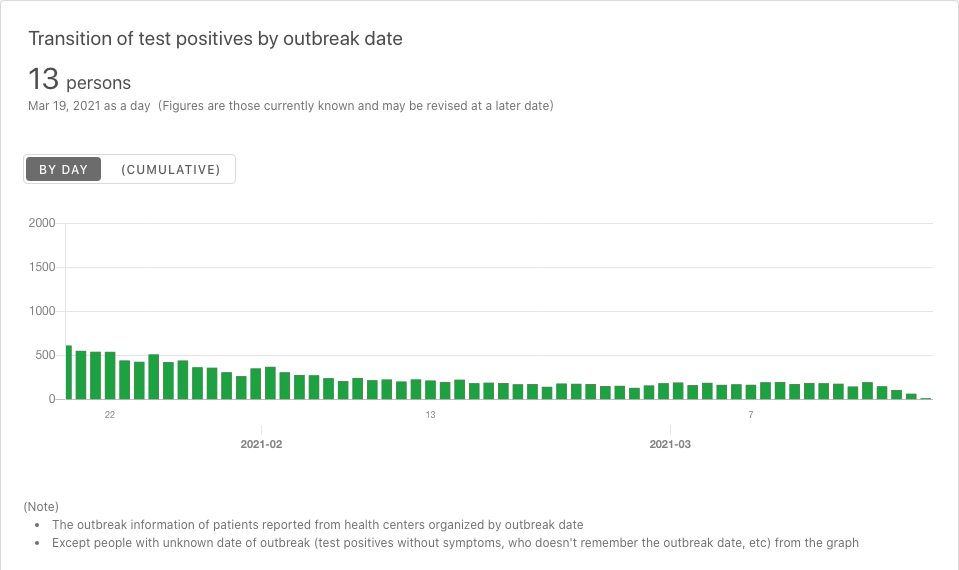 Transition of test positives by outbreak date
13 persons
Mar 19, 2021 as a day (Figures are those currently known and may be revised at a later date)
BY DAY (CUMULATIVE)
2000
1500
1000
500
0
22 13 7
2021-02 2021-03
(Note)
• The outbreak information of patients reported from health centers organized by outbreak date
• Except people with unknown date of outbreak (test positives without symptoms, who doesn't remember the outbreak date, etc) from the graph